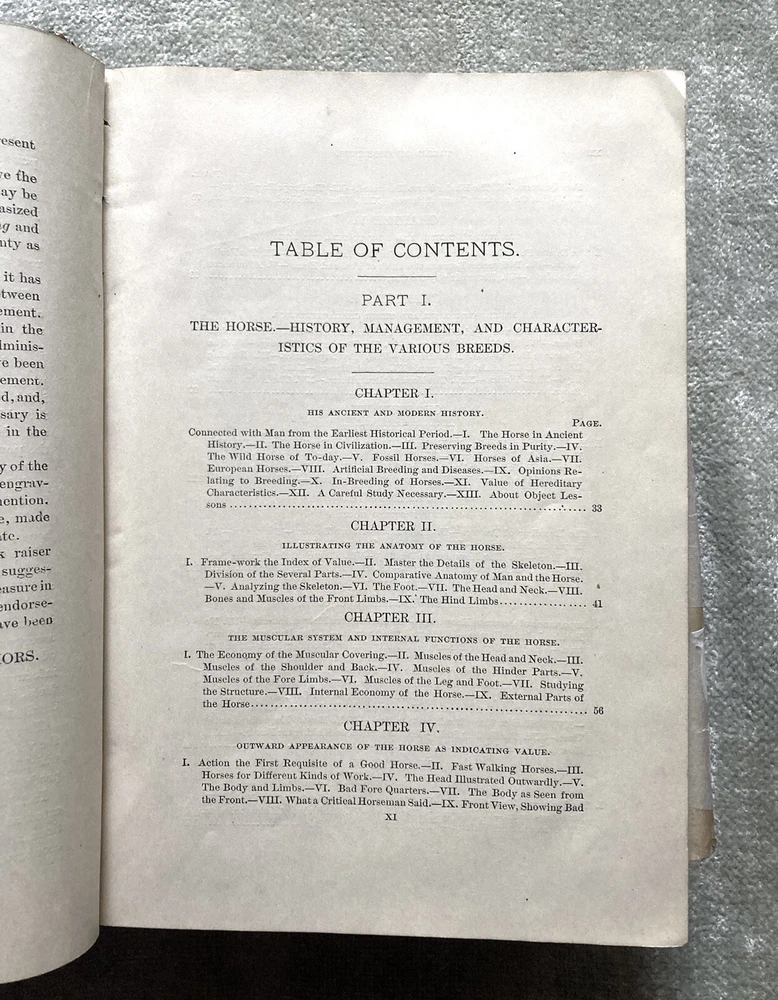 esent
ve the
ay be
asized
and
nty as
it has
tween
ement.
in the
dminis-
e been
ement.
d, and,
sary is
in the
y of the
engrav-
ention.
e, made
etc.
k raiser
sugges-
easure in
endorse-
ave been
ORS.
TABLE OF CONTENTS.
PART I.
THE HORSE.—HISTORY, MANAGEMENT, AND CHARACTER-
ISTICS OF THE VARIOUS BREEDS.
CHAPTER I.
HIS ANCIENT AND MODERN HISTORY.
PAGE.
Connected with Man from the Earliest Historical Period.—I. The Horse in Ancient
History.—II. The Horse in Civilization.—III. Preserving Breeds in Purity.—IV.
The Wild Horse of To-day.—V. Fossil Horses.—VI. Horses of Asia.—VII.
European Horses.—VIII. Artificial Breeding and Diseases.—IX. Opinions Re-
lating to Breeding.—X. In-Breeding of Horses.—XI. Value of Hereditary
Characteristics.—XII. A Careful Study Necessary.—XIII. About Object Les-
sons ........ 33
CHAPTER II.
ILLUSTRATING THE ANATOMY OF THE HORSE.
I. Frame-work the Index of Value.—II. Master the Details of the Skeleton.—III.
Division of the Several Parts.—IV. Comparative Anatomy of Man and the Horse.
—V. Analyzing the Skeleton.—VI. The Foot.—VII. The Head and Neck.—VIII.
Bones and Muscles of the Front Limbs.—IX. The Hind Limbs........ 41
CHAPTER III.
THE MUSCULAR SYSTEM AND INTERNAL FUNCTIONS OF THE HORSE.
I. The Economy of the Muscular Covering.—II. Muscles of the Head and Neck.—III.
Muscles of the Shoulder and Back.—IV. Muscles of the Hinder Parts.—V.
Muscles of the Fore Limbs.—VI. Muscles of the Leg and Foot.—VII. Studying
the Structure.—VIII. Internal Economy of the Horse.—IX. External Parts of
the Horse........ 56
CHAPTER IV.
OUTWARD APPEARANCE OF THE HORSE AS INDICATING VALUE.
I. Action the First Requisite of a Good Horse.—II. Fast Walking Horses.—III.
Horses for Different Kinds of Work.—IV. The Head Illustrated Outwardly.—V.
The Body and Limbs.—VI. Bad Fore Quarters.—VII. The Body as Seen from
the Front.—VIII. What a Critical Horseman Said.—IX. Front View, Showing Bad
XI